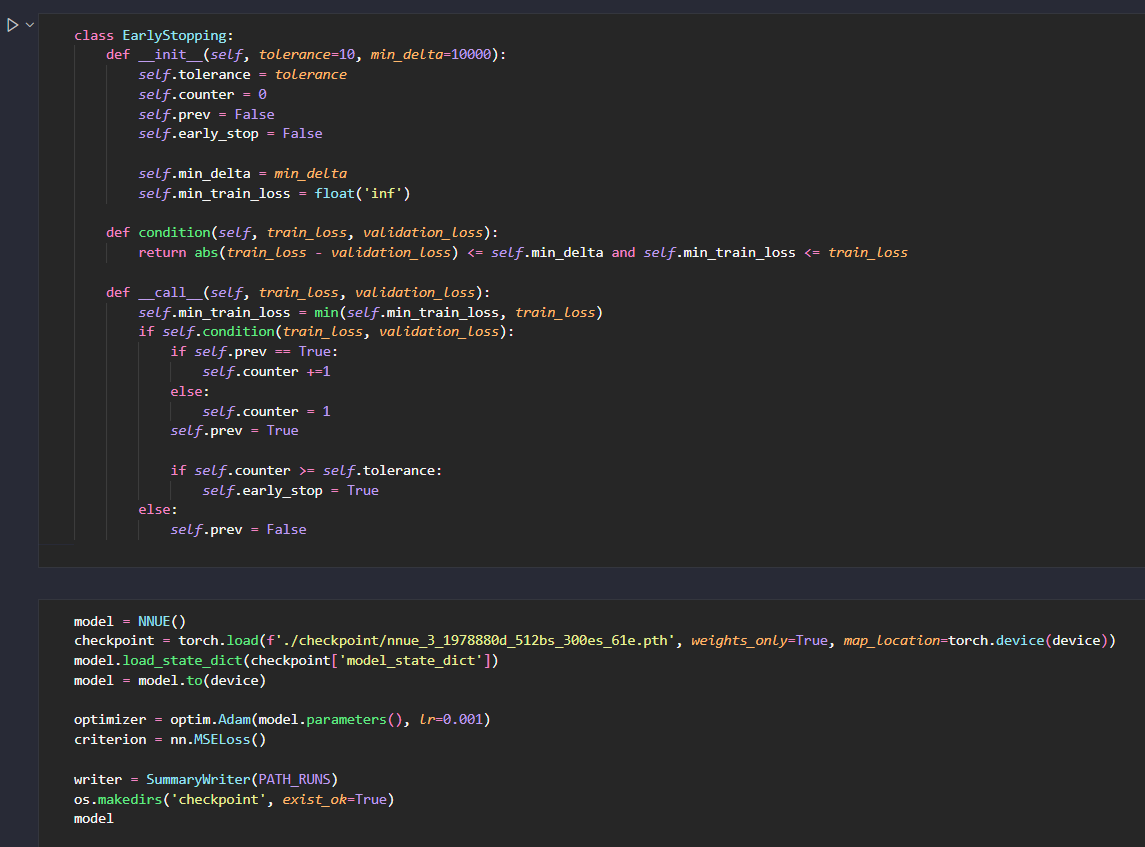 class EarlyStopping:
    def __init__(self, tolerance=10, min_delta=10000):
        self.tolerance = tolerance
        self.counter = 0
        self.prev = False
        self.early_stop = False

        self.min_delta = min_delta
        self.min_train_loss = float('inf')

    def condition(self, train_loss, validation_loss):
        return abs(train_loss - validation_loss) <= self.min_delta and self.min_train_loss <= train_loss

    def __call__(self, train_loss, validation_loss):
        self.min_train_loss = min(self.min_train_loss, train_loss)
        if self.condition(train_loss, validation_loss):
            if self.prev == True:
                self.counter +=1
            else:
                self.counter = 1
            self.prev = True

            if self.counter >= self.tolerance:
                self.early_stop = True
        else:
            self.prev = False

model = NNUE()
checkpoint = torch.load(f'./checkpoint/nnue_3_1978880d_512bs_300es_61e.pth', weights_only=True, map_location=torch.device(device))
model.load_state_dict(checkpoint['model_state_dict'])
model = model.to(device)

optimizer = optim.Adam(model.parameters(), lr=0.001)
criterion = nn.MSELoss()

writer = SummaryWriter(PATH_RUNS)
os.makedirs('checkpoint', exist_ok=True)
model